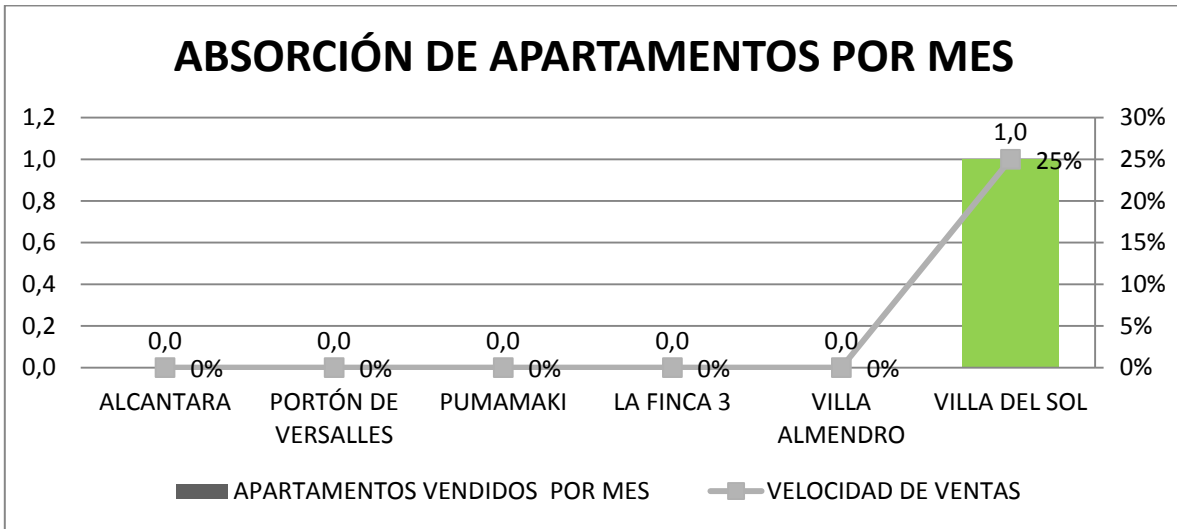 ABSORCIÓN DE APARTAMENTOS POR MES
1,2
1,0
0,8
0,6
0,4
0,2
0,0
30%
25%
20%
15%
10%
5%
0%
0,0
0,0
0,0
0,0
0,0
1,0
0%
0%
0%
0%
0%
25%
ALCANTARA
PORTÓN DE
VERSALLES
PUMAMAKI
LA FINCA 3
VILLA
ALMENDRO
VILLA DEL SOL
APARTAMENTOS VENDIDOS POR MES
VELOCIDAD DE VENTAS